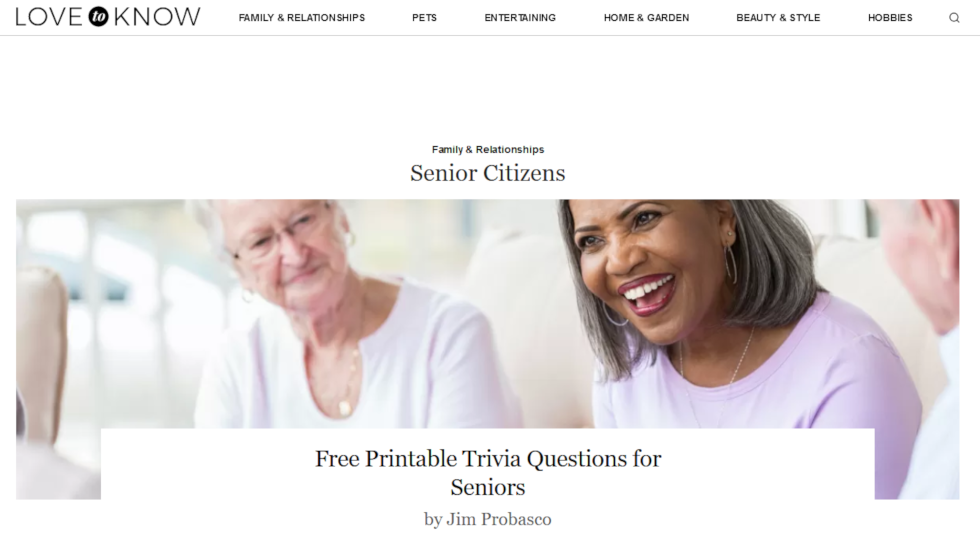 LOVE to KNOW
FAMILY & RELATIONSHIPS
PETS
ENTERTAINING
HOME & GARDEN
BEAUTY & STYLE
HOBBIES
Family & Relationships
Senior Citizens
Free Printable Trivia Questions for
Seniors
by Jim Probasco